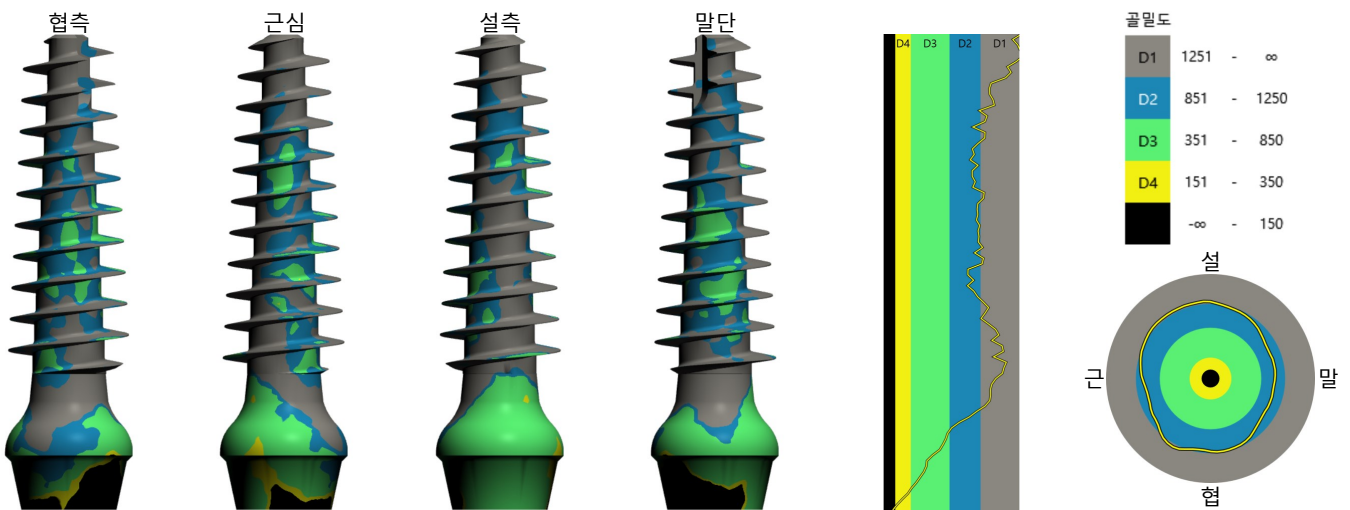 협측
근심
설측
말단
D4 D3 D2 D1
골밀도
D1 1251 - ∞
D2 851 - 1250
D3 351 - 850
D4 151 - 350
-∞ - 150
설
근
말
협